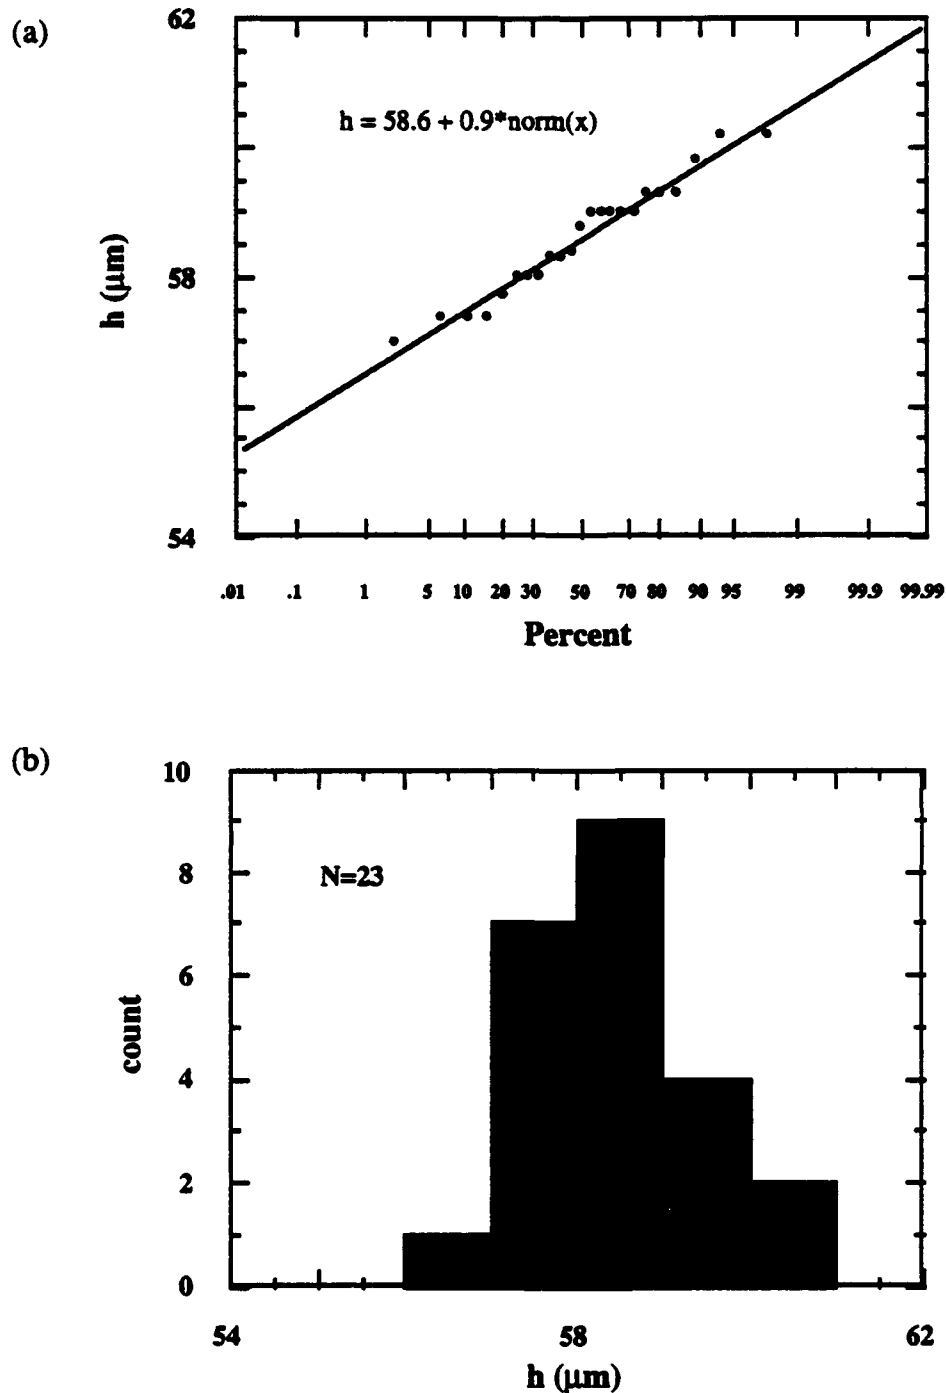 (a)
62
h = 58.6 + 0.9*norm(x)
h (μm)
58
54
.01 .1 1 5 10 20 30 50 70 80 90 95 99 99.9 99.99
Percent
(b)
10
N=23
8
6
count
4
2
0
54 58 62
h (μm)